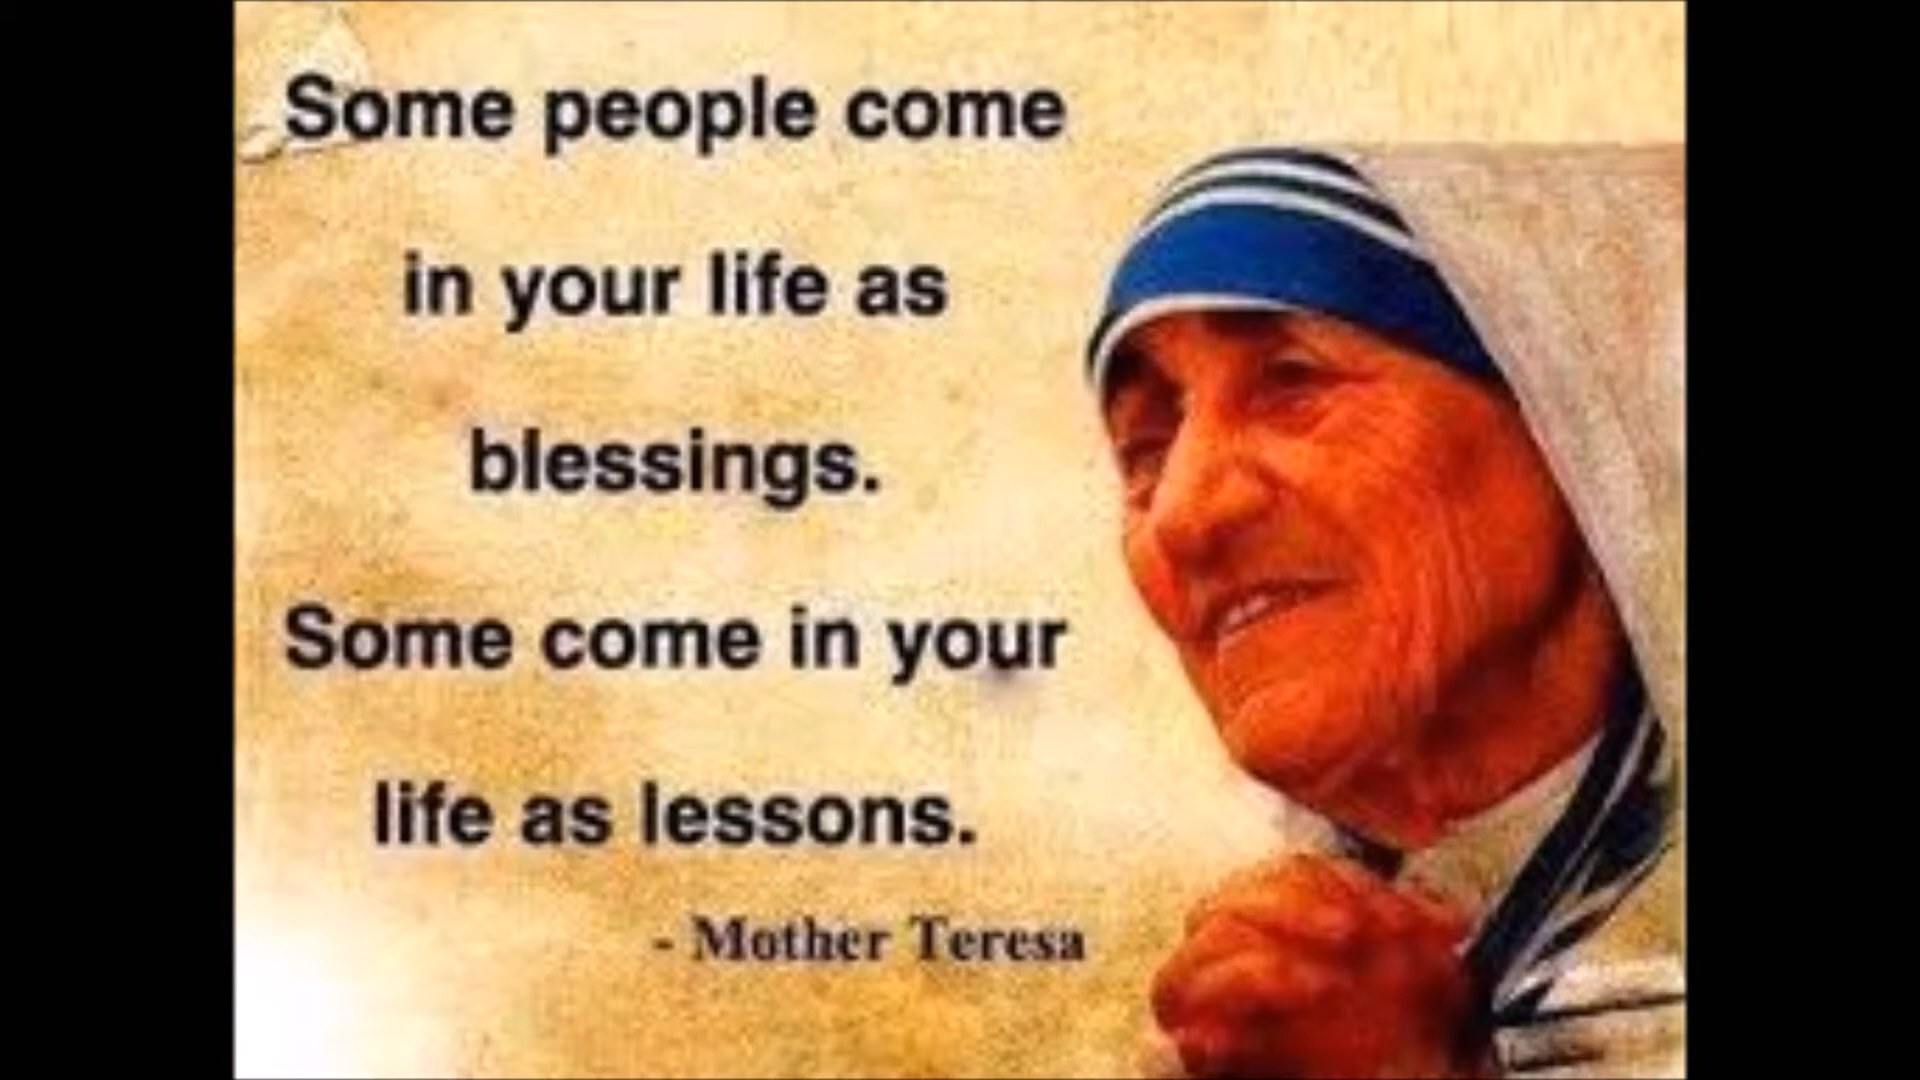 Some people come
in your life as
blessings.
Some come in your
life as lessons.
- Mother Teresa